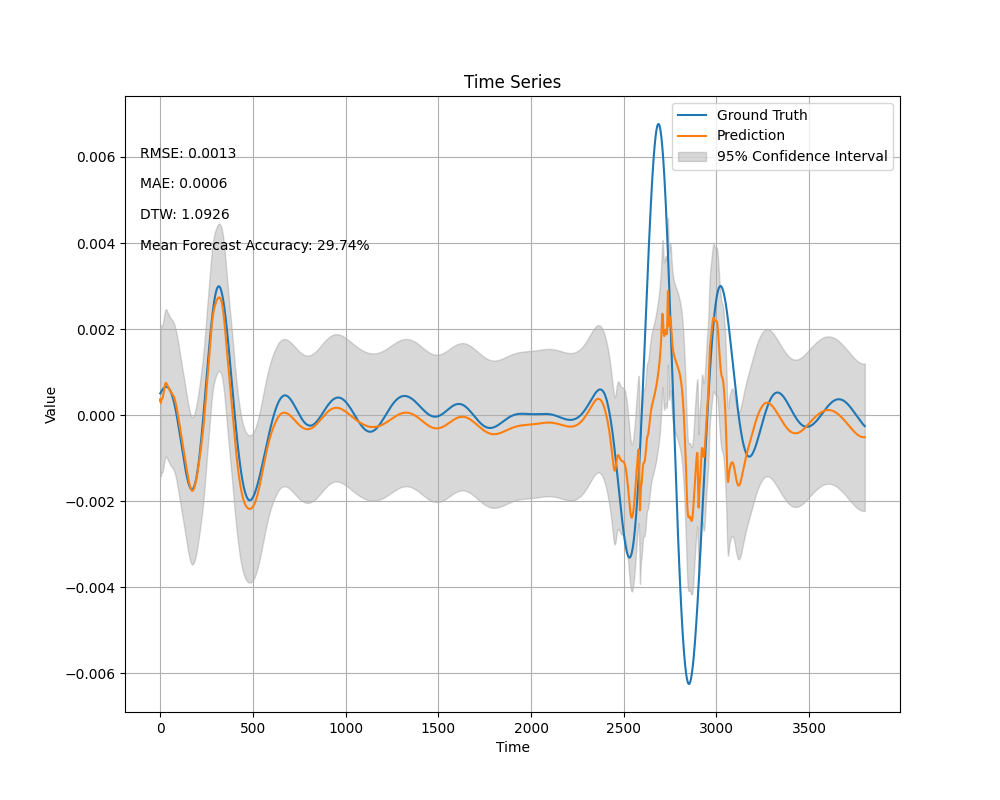 Time Series
Ground Truth
Prediction
95% Confidence Interval
RMSE: 0.0013
MAE: 0.0006
DTW: 1.0926
Mean Forecast Accuracy: 29.74%
Value
0.006
0.004
0.002
0.000
−0.002
−0.004
−0.006
0 500 1000 1500 2000 2500 3000 3500
Time